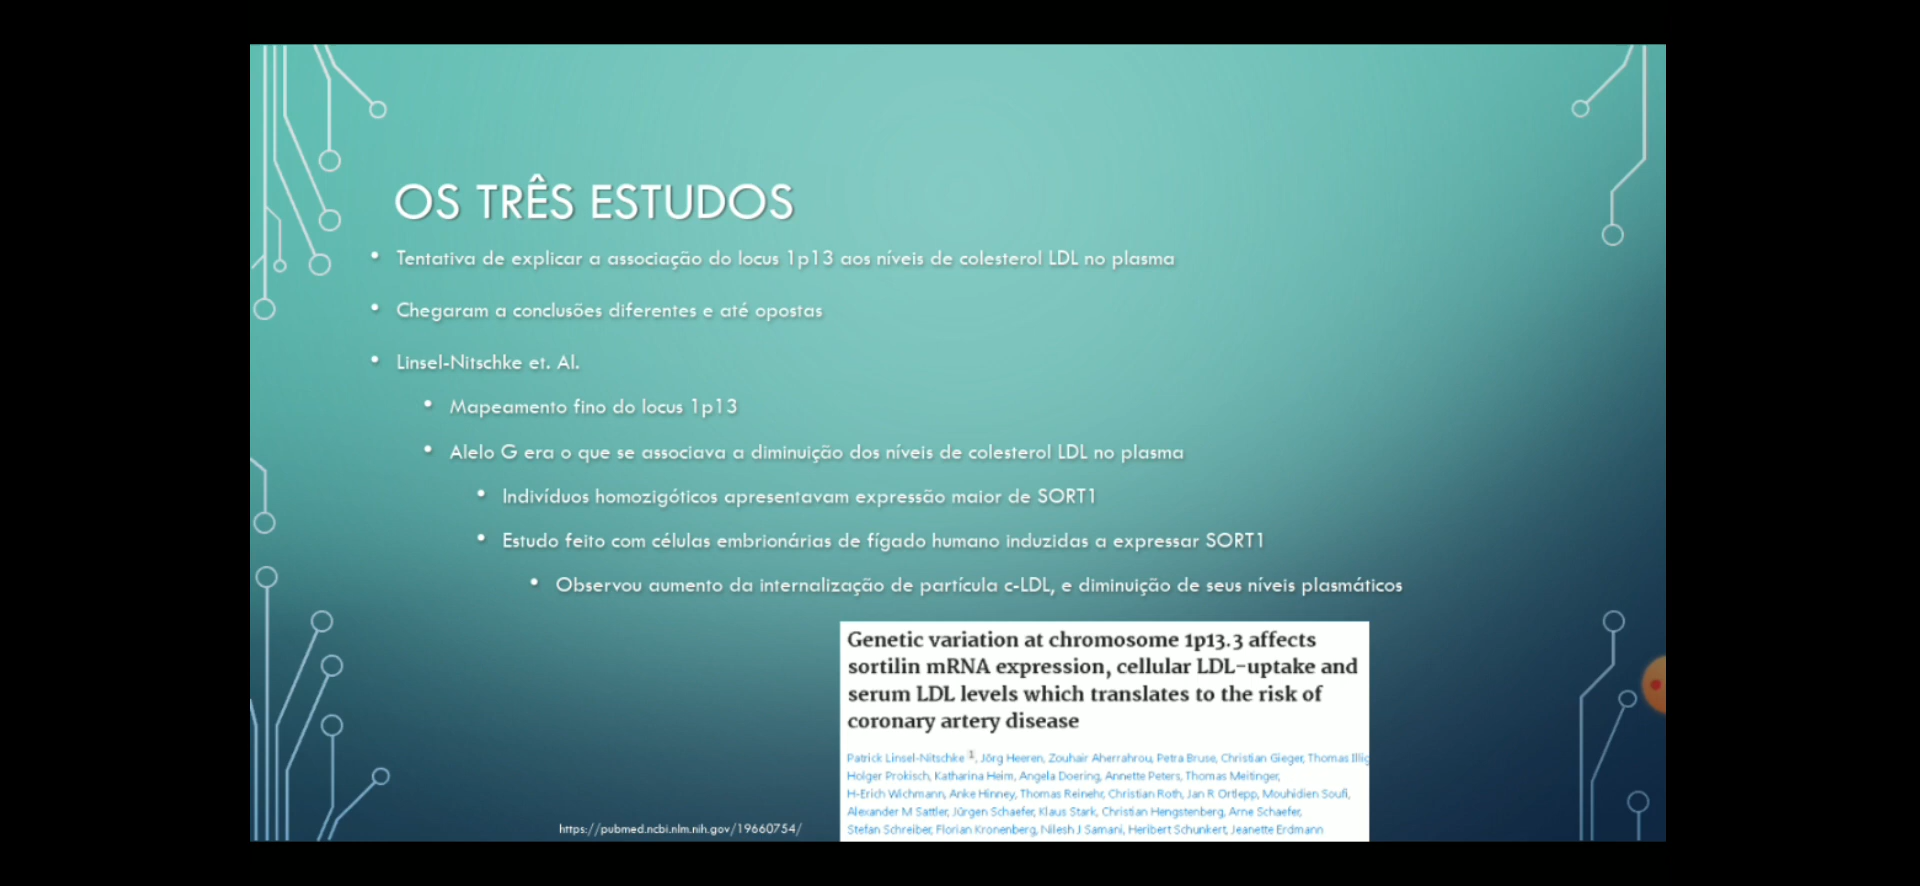 OS TRÊS ESTUDOS
• Tentativa de explicar a associação do locus 1p13 aos níveis de colesterol LDL no plasma
• Chegaram a conclusões diferentes e até opostas
• Linsel-Nitschke et. Al.
• Mapeamento fino do locus 1p13
• Alelo G era o que se associava a diminuição dos níveis de colesterol LDL no plasma
• Indivíduos homozigóticos apresentavam expressão maior de SORT1
• Estudo feito com células embrionárias de fígado humano induzidas a expressar SORT1
• Observou aumento da internalização de partícula c-LDL, e diminuição de seus níveis plasmáticos
Genetic variation at chromosome 1p13.3 affects
sortilin mRNA expression, cellular LDL-uptake and
serum LDL levels which translates to the risk of
coronary artery disease
Patrick Linsel-Nitschke 1, Jörg Heeren, Zouhair Aherrahrou, Petra Bruse, Christian Gieger, Thomas Illig
Holger Prokisch, Katharina Heim, Angela Doering, Annette Peters, Thomas Meitinger,
H-Erich Wichmann, Anke Hinney, Thomas Reinehr, Christian Roth, Jan R Ortlepp, Mouhidien Soufi,
Alexander M Sattler, Jürgen Schaefer, Klaus Stark, Christian Hengstenberg, Arne Schaefer,
Stefan Schreiber, Florian Kronenberg, Nilesh J Samani, Heribert Schunkert, Jeanette Erdmann
https://pubmed.ncbi.nlm.nih.gov/19660754/